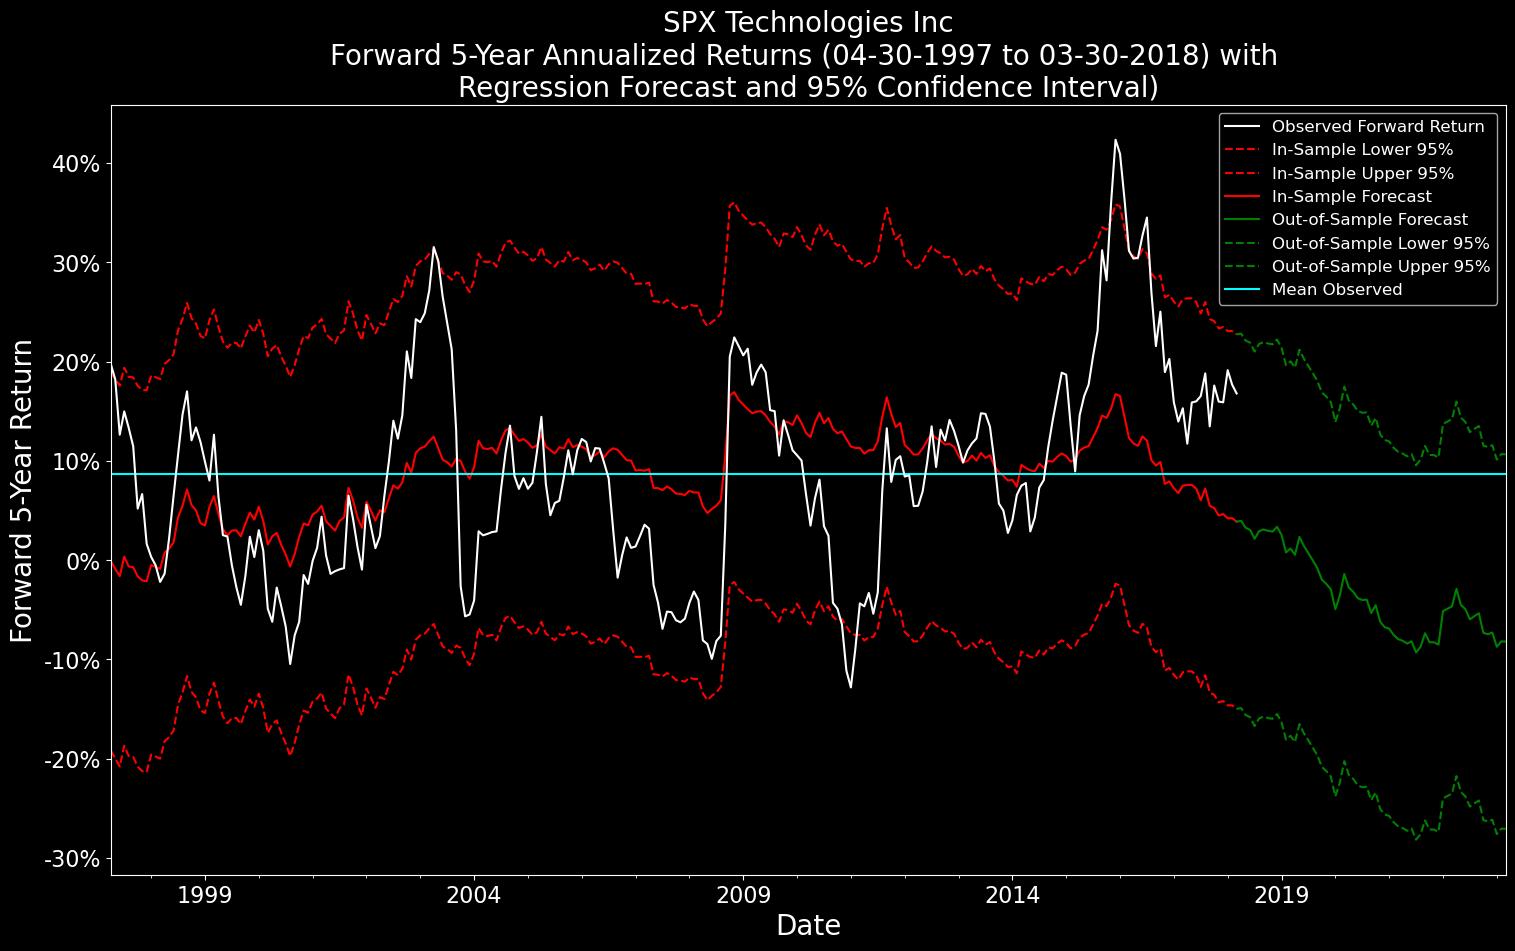 SPX Technologies Inc
Forward 5-Year Annualized Returns (04-30-1997 to 03-30-2018) with
Regression Forecast and 95% Confidence Interval)
Forward 5-Year Return
40%
30%
20%
10%
0%
-10%
-20%
-30%
Observed Forward Return
In-Sample Lower 95%
In-Sample Upper 95%
In-Sample Forecast
Out-of-Sample Forecast
Out-of-Sample Lower 95%
Out-of-Sample Upper 95%
Mean Observed
1999 2004 2009 2014 2019
Date